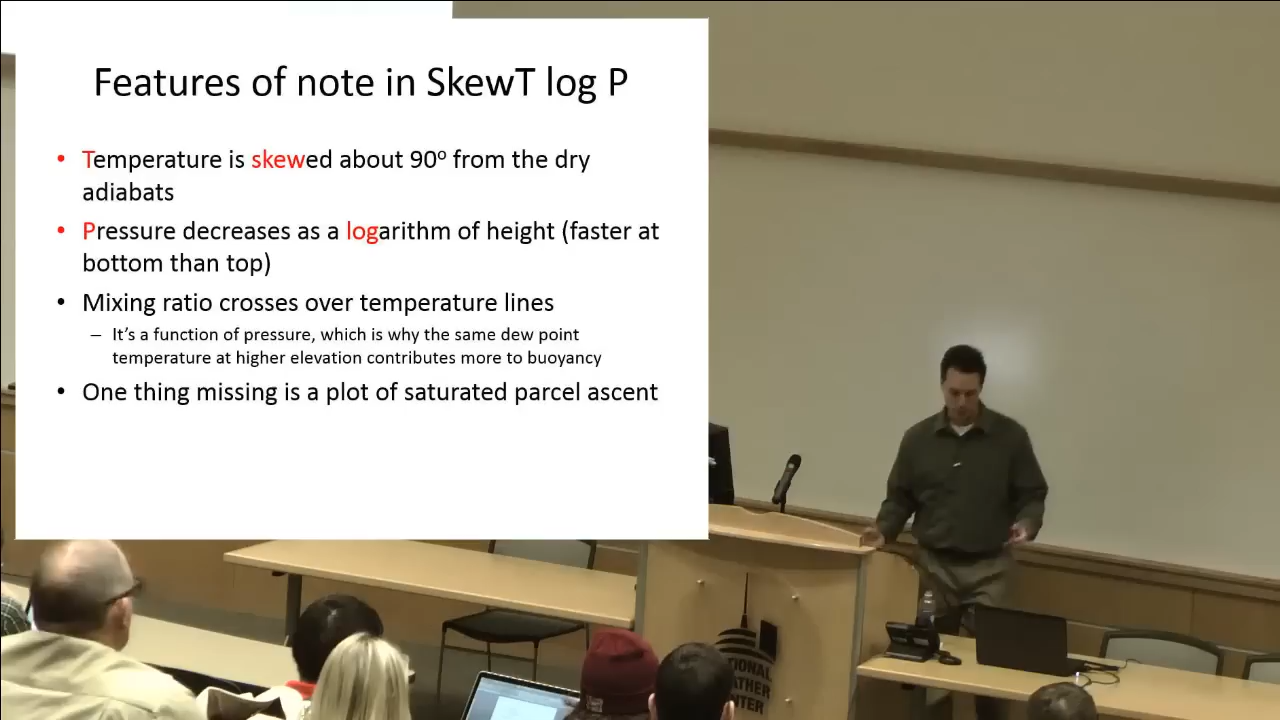 Features of note in SkewT log P
• Temperature is skewed about 90º from the dry
adiabats
• Pressure decreases as a logarithm of height (faster at
bottom than top)
• Mixing ratio crosses over temperature lines
– It's a function of pressure, which is why the same dew point
temperature at higher elevation contributes more to buoyancy
• One thing missing is a plot of saturated parcel ascent